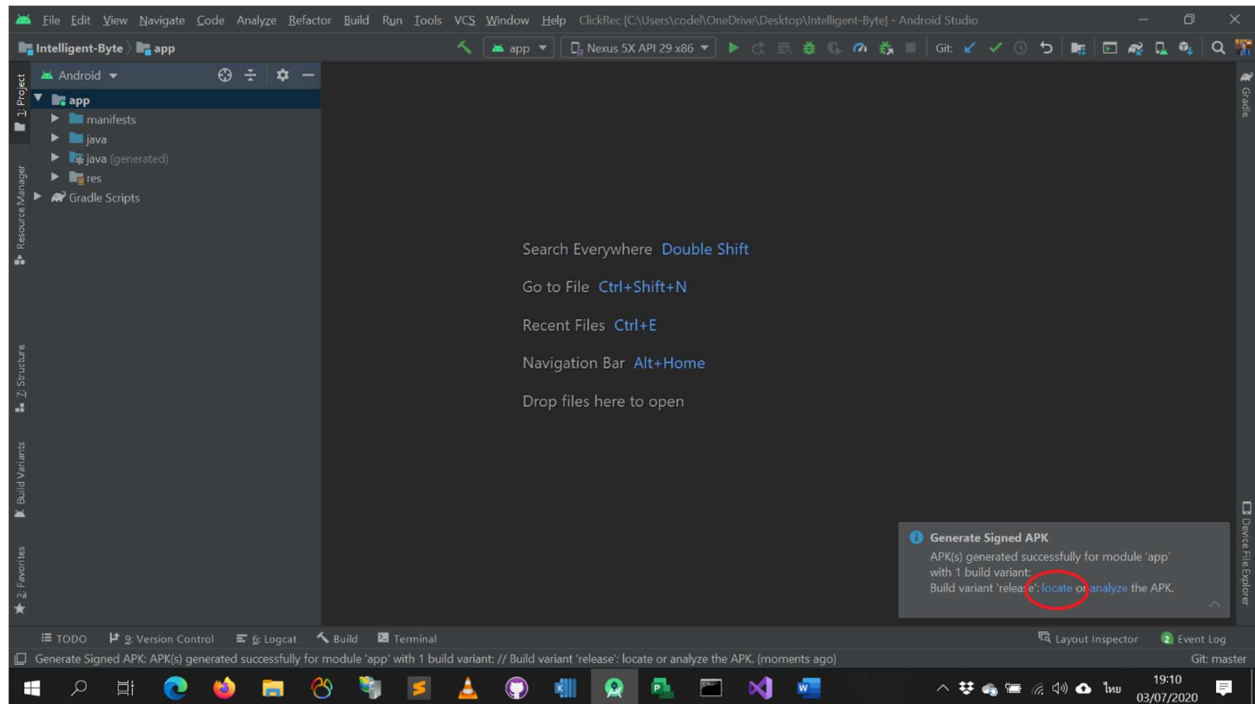 File Edit View Navigate Code Analyze Refactor Build Run Tools VCS Window Help ClickRec [C:\Users\codel\OneDrive\Desktop\Intelligent-Byte] - Android Studio
Intelligent-Byte app
app Nexus 5X API 29 x86 Git:
Android
app
manifests
java
java (generated)
res
Gradle Scripts
1: Project
Resource Manager
7: Structure
Build Variants
2: Favorites
Gradle
Device File Explorer
Search Everywhere Double Shift
Go to File Ctrl+Shift+N
Recent Files Ctrl+E
Navigation Bar Alt+Home
Drop files here to open
Generate Signed APK
APK(s) generated successfully for module 'app'
with 1 build variant:
Build variant 'release': locate or analyze the APK.
TODO 9: Version Control 6: Logcat Build Terminal Layout Inspector 2 Event Log
Generate Signed APK: APK(s) generated successfully for module 'app' with 1 build variant: // Build variant 'release': locate or analyze the APK. (moments ago) Git: master
ไทย 19:10
03/07/2020